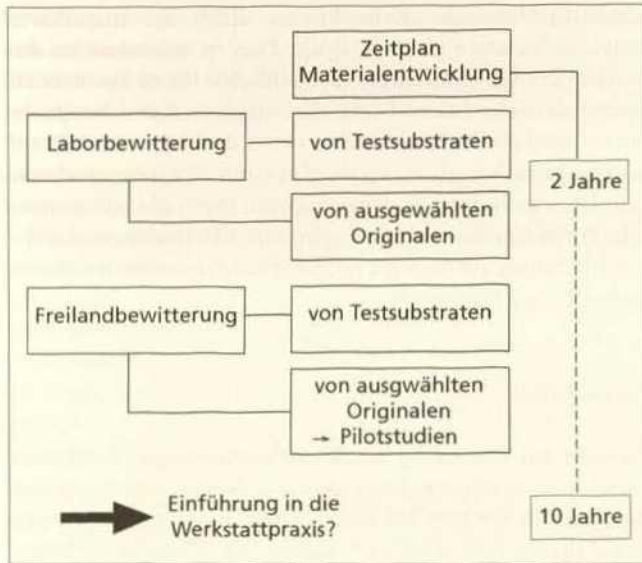 Zeitplan
Materialentwicklung
Laborbewitterung
von Testsubstraten
2 Jahre
von ausgewählten
Originalen
Freilandbewitterung
von Testsubstraten
von ausgwählten
Originalen
→ Pilotstudien
Einführung in die
Werkstattpraxis?
10 Jahre